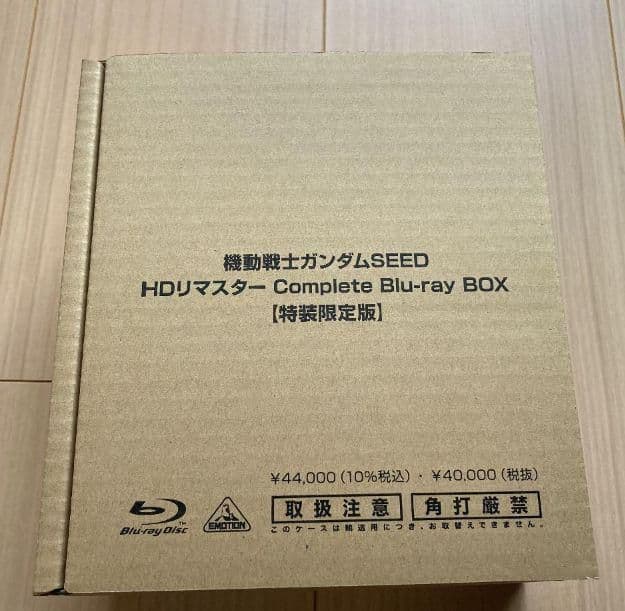 機動戦士ガンダムSEED
HDリマスター Complete Blu-ray BOX
【特装限定版】
¥44,000(10%税込)・¥40,000(税抜)
Blu-ray Disc™
EMOTION
取扱注意
角打厳禁
このケースは輸送用につき、お取替えできません。